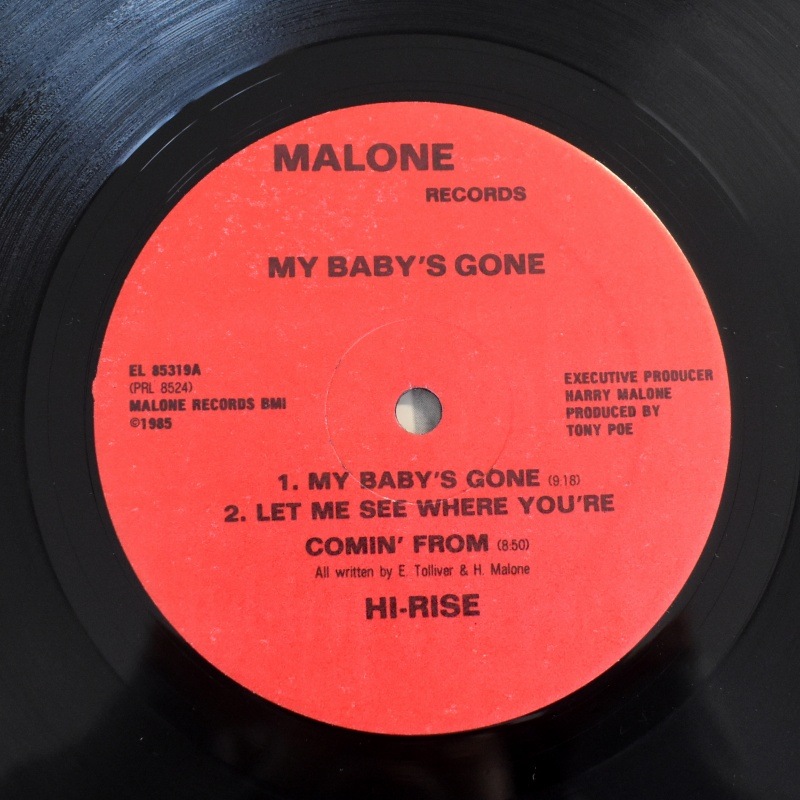 MALONE
RECORDS
MY BABY'S GONE
EL 85319A
(PRL 8524)
MALONE RECORDS BMI
©1985
EXECUTIVE PRODUCER
HARRY MALONE
PRODUCED BY
TONY POE
1. MY BABY'S GONE (9:18)
2. LET ME SEE WHERE YOU'RE
COMIN' FROM (8:50)
All written by E. Tolliver & H. Malone
HI-RISE